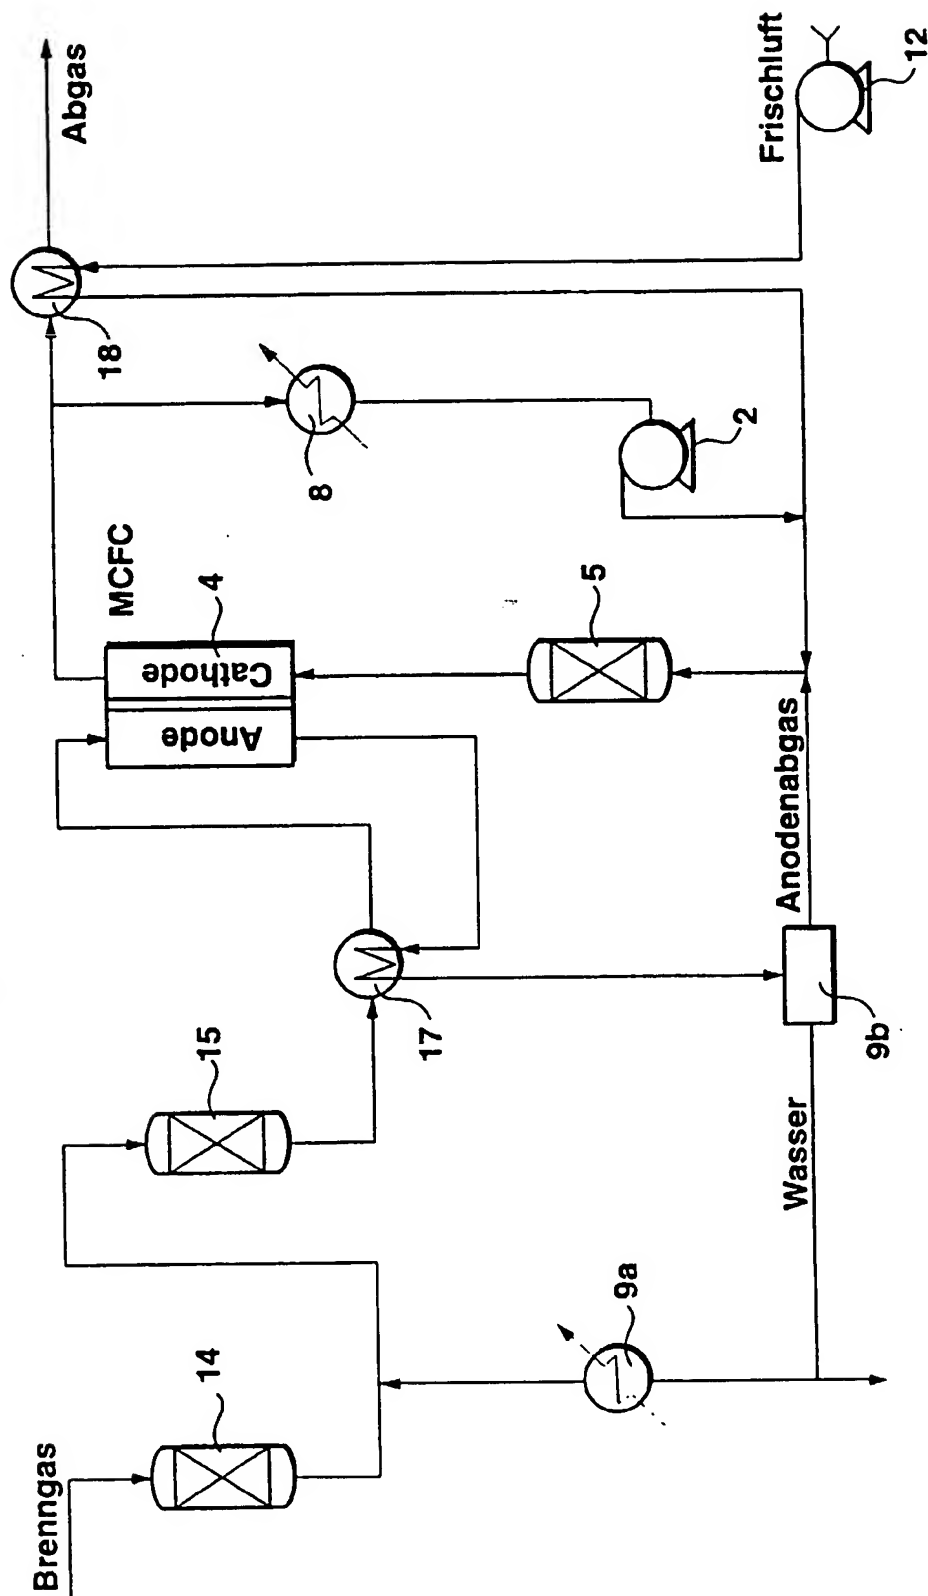 Brenngas
14
15
9a
Wasser
17
9b
Anodenabgas
Anode
Cathode
4
MCFC
5
8
2
18
Abgas
Frischluft
12